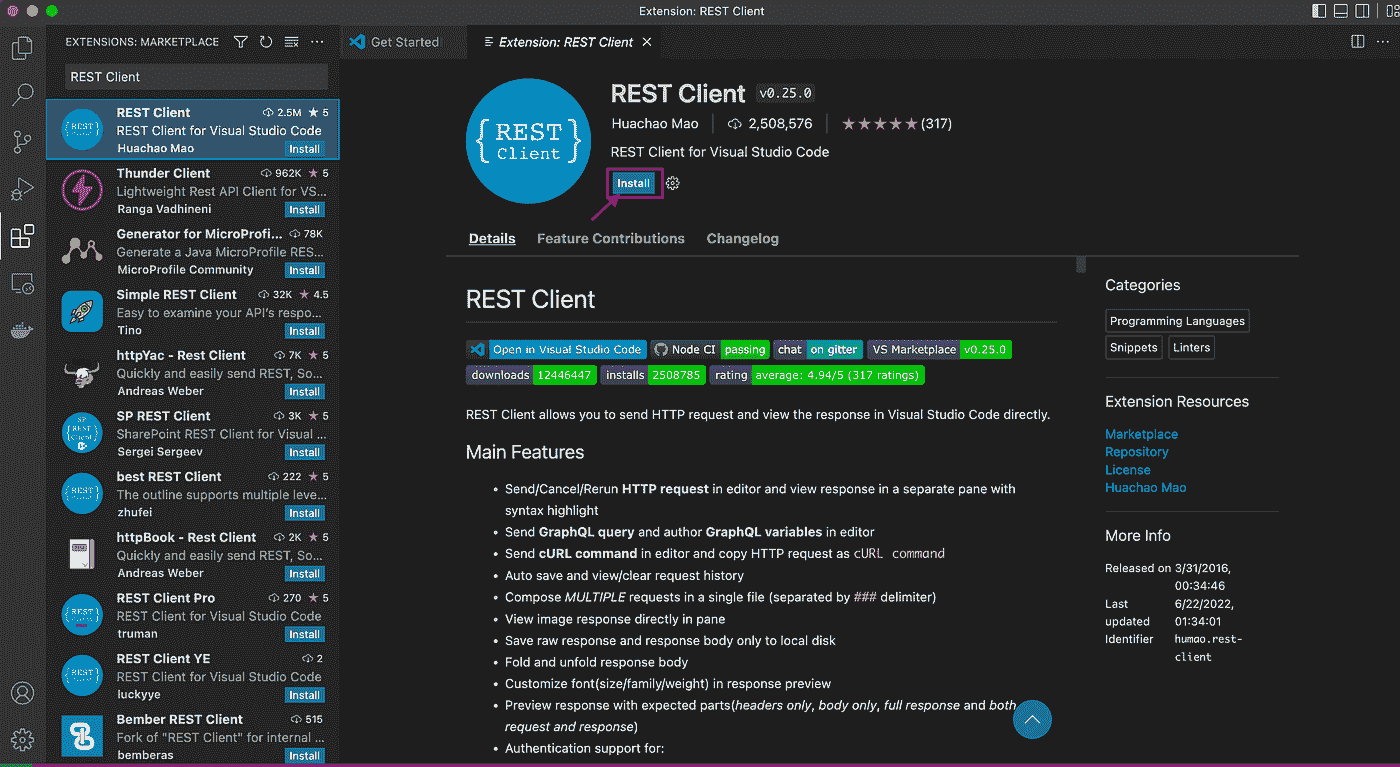 Extension: REST Client
EXTENSIONS: MARKETPLACE
REST Client
{REST}
REST Client 2.5M ★ 5
REST Client for Visual Studio Code
Huachao Mao Install
Thunder Client 962K ★ 5
Lightweight Rest API Client for VS...
Ranga Vadhineni Install
Generator for MicroProfi... 78K
Generate a Java MicroProfile RES...
MicroProfile Community Install
Simple REST Client 32K ★ 4.5
Easy to examine your API's respo...
Tino Install
httpYac - Rest Client 7K ★ 5
Quickly and easily send REST, So...
Andreas Weber Install
SP
{REST}
Client
SP REST Client 3K ★ 5
SharePoint REST Client for Visual ...
Sergei Sergeev Install
{REST}
best REST Client 222 ★ 5
The outline supports multiple leve...
zhufei Install
httpBook - Rest Client 2K ★ 5
Quickly and easily send REST, So...
Andreas Weber Install
{REST}
REST Client Pro 270 ★ 5
REST Client for Visual Studio Code
truman Install
{REST}
REST Client YE 2
REST Client for Visual Studio Code
luckyye Install
Bember REST Client 515
Fork of "REST Client" for internal ...
bemberas Install
Get Started
Extension: REST Client ×
{REST
Client}
REST Client v0.25.0
Huachao Mao | 2,508,576 | ★★★★★(317)
REST Client for Visual Studio Code
Install
Details Feature Contributions Changelog
REST Client
Open in Visual Studio Code Node CI passing chat on gitter VS Marketplace v0.25.0
downloads 12446447 installs 2508785 rating average: 4.94/5 (317 ratings)
REST Client allows you to send HTTP request and view the response in Visual Studio Code directly.
Main Features
• Send/Cancel/Rerun HTTP request in editor and view response in a separate pane with
syntax highlight
• Send GraphQL query and author GraphQL variables in editor
• Send cURL command in editor and copy HTTP request as cURL command
• Auto save and view/clear request history
• Compose MULTIPLE requests in a single file (separated by ### delimiter)
• View image response directly in pane
• Save raw response and response body only to local disk
• Fold and unfold response body
• Customize font(size/family/weight) in response preview
• Preview response with expected parts(headers only, body only, full response and both
request and response)
• Authentication support for:
Categories
Programming Languages
Snippets Linters
Extension Resources
Marketplace
Repository
License
Huachao Mao
More Info
Released on 3/31/2016,
00:34:46
Last 6/22/2022,
updated 01:34:01
Identifier humao.rest-
client